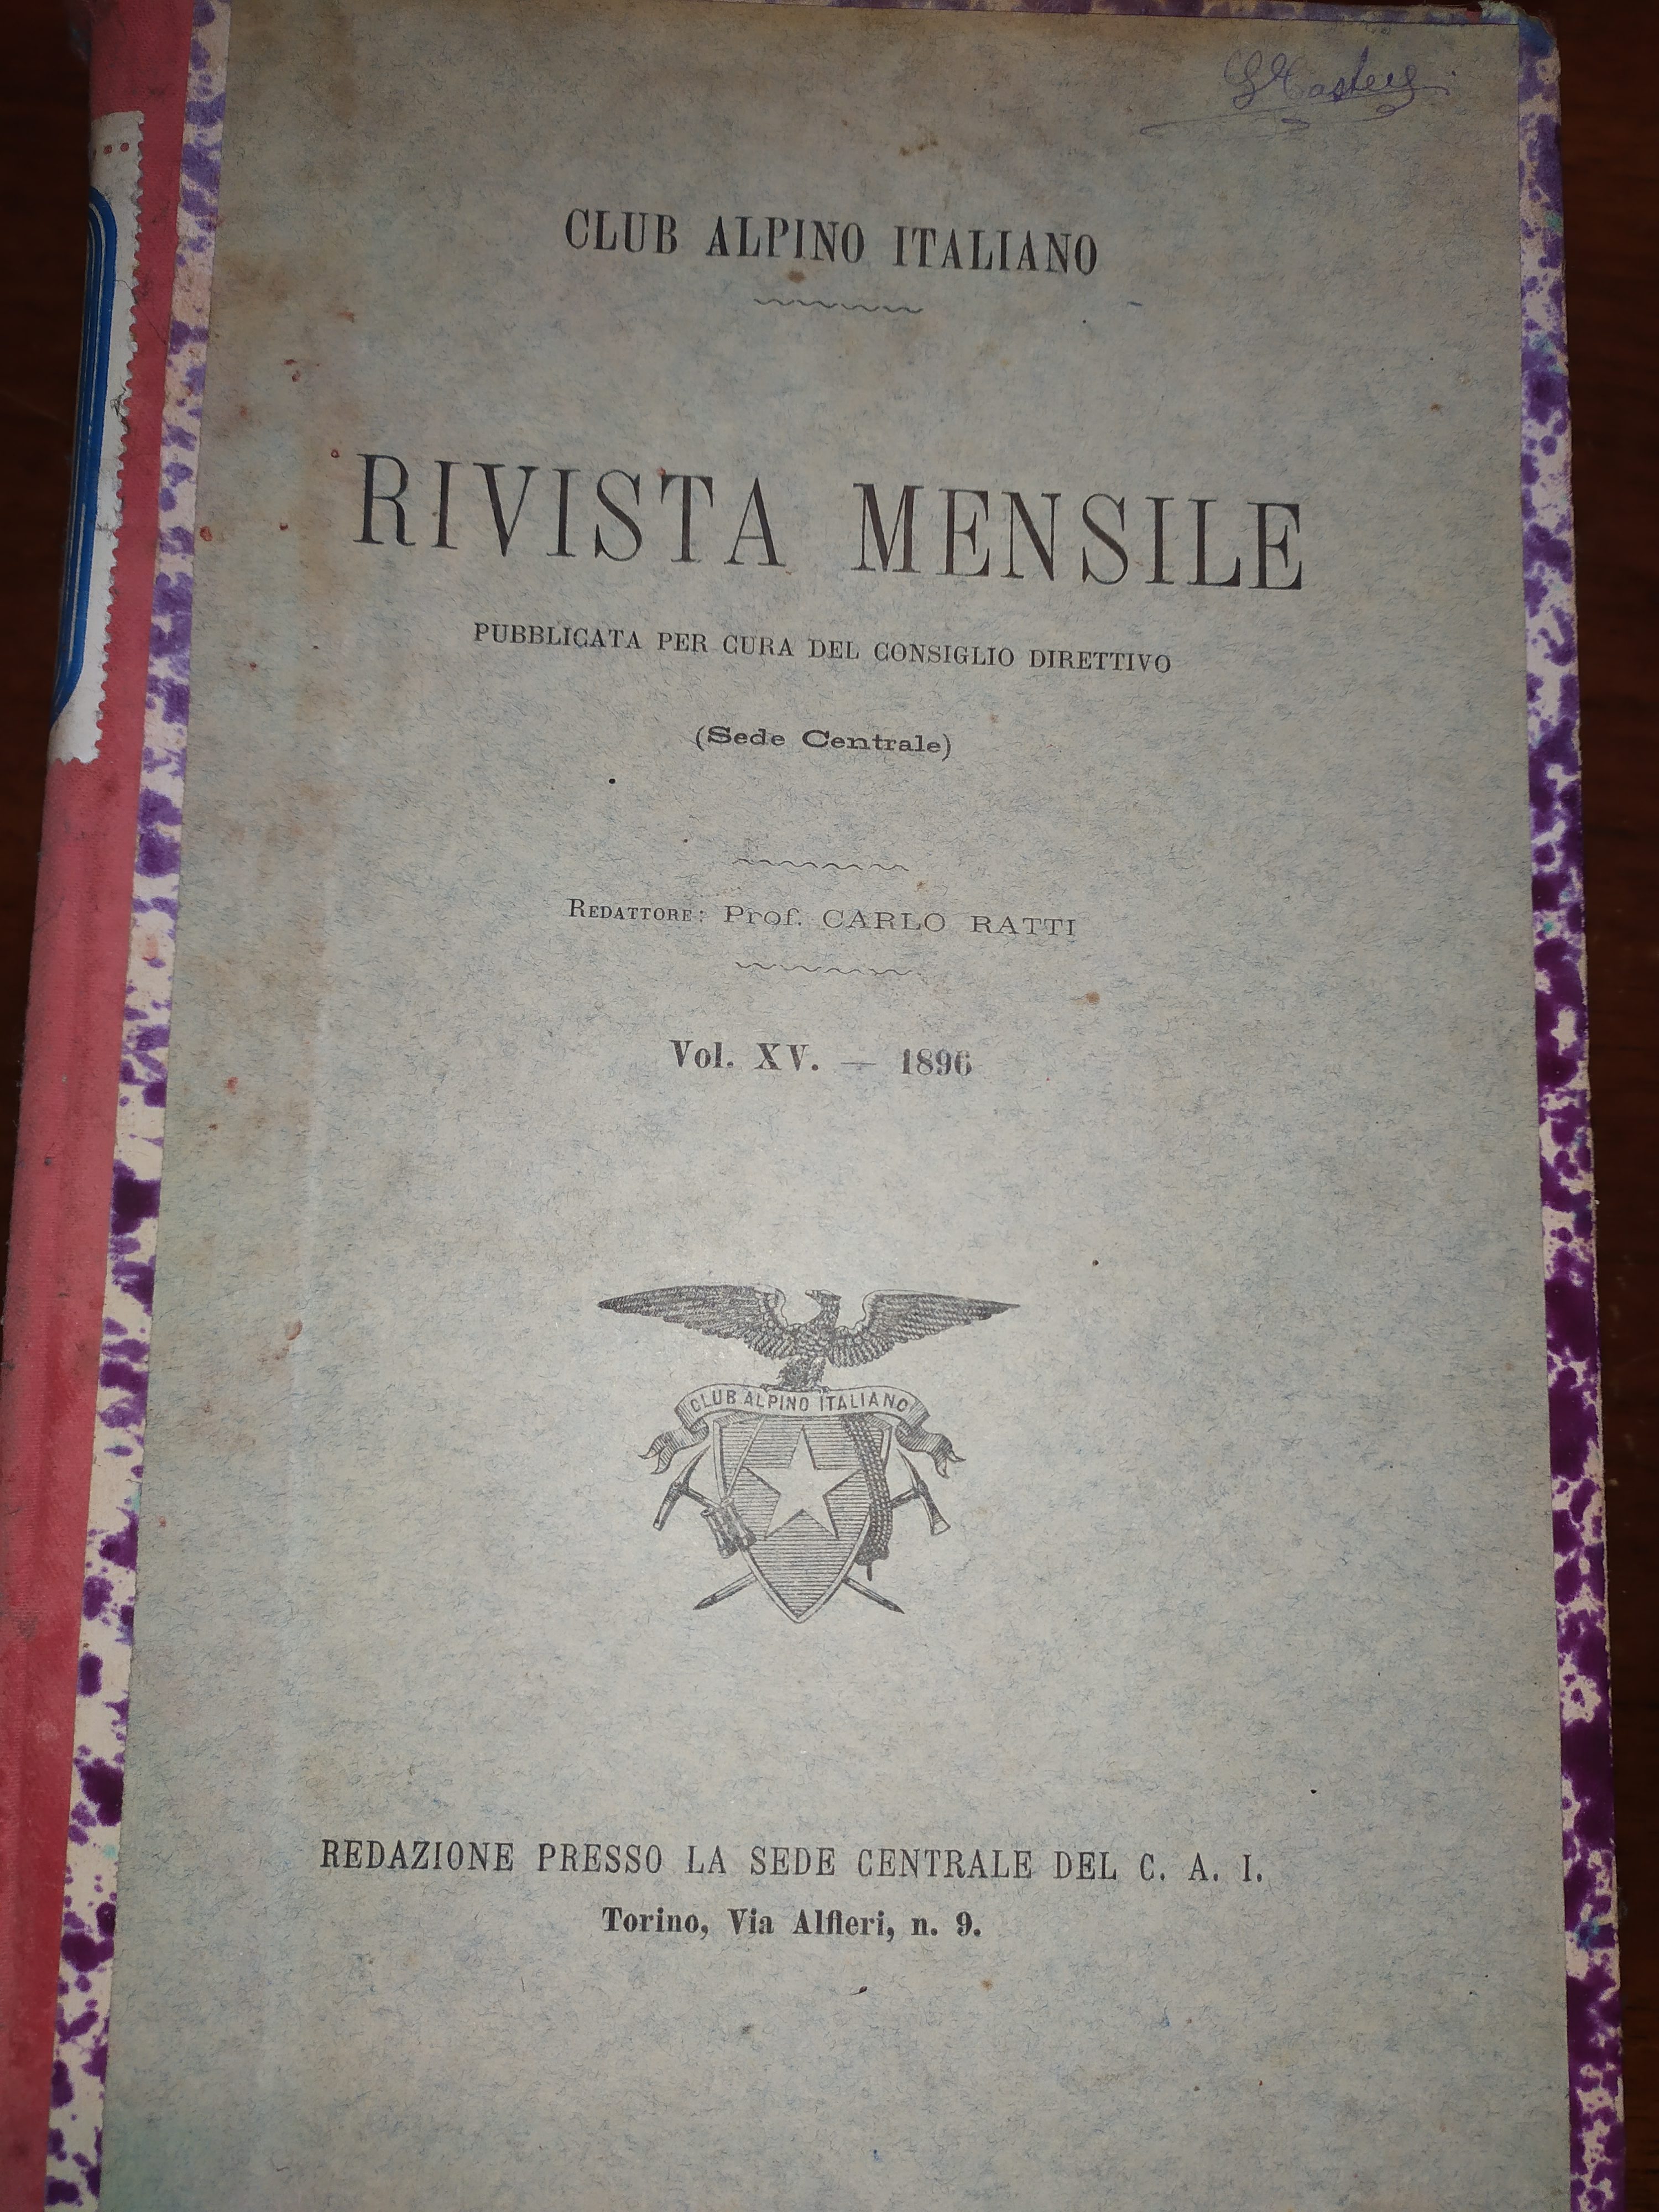 CLUB ALPINO ITALIANO
RIVISTA MENSILE
PUBBLICATA PER CURA DEL CONSIGLIO DIRETTIVO
(Sede Centrale)
REDATTORE: Prof. CARLO RATTI
Vol. XV. — 1896
CLUB ALPINO ITALIANO
REDAZIONE PRESSO LA SEDE CENTRALE DEL C. A. I.
Torino, Via Alfieri, n. 9.